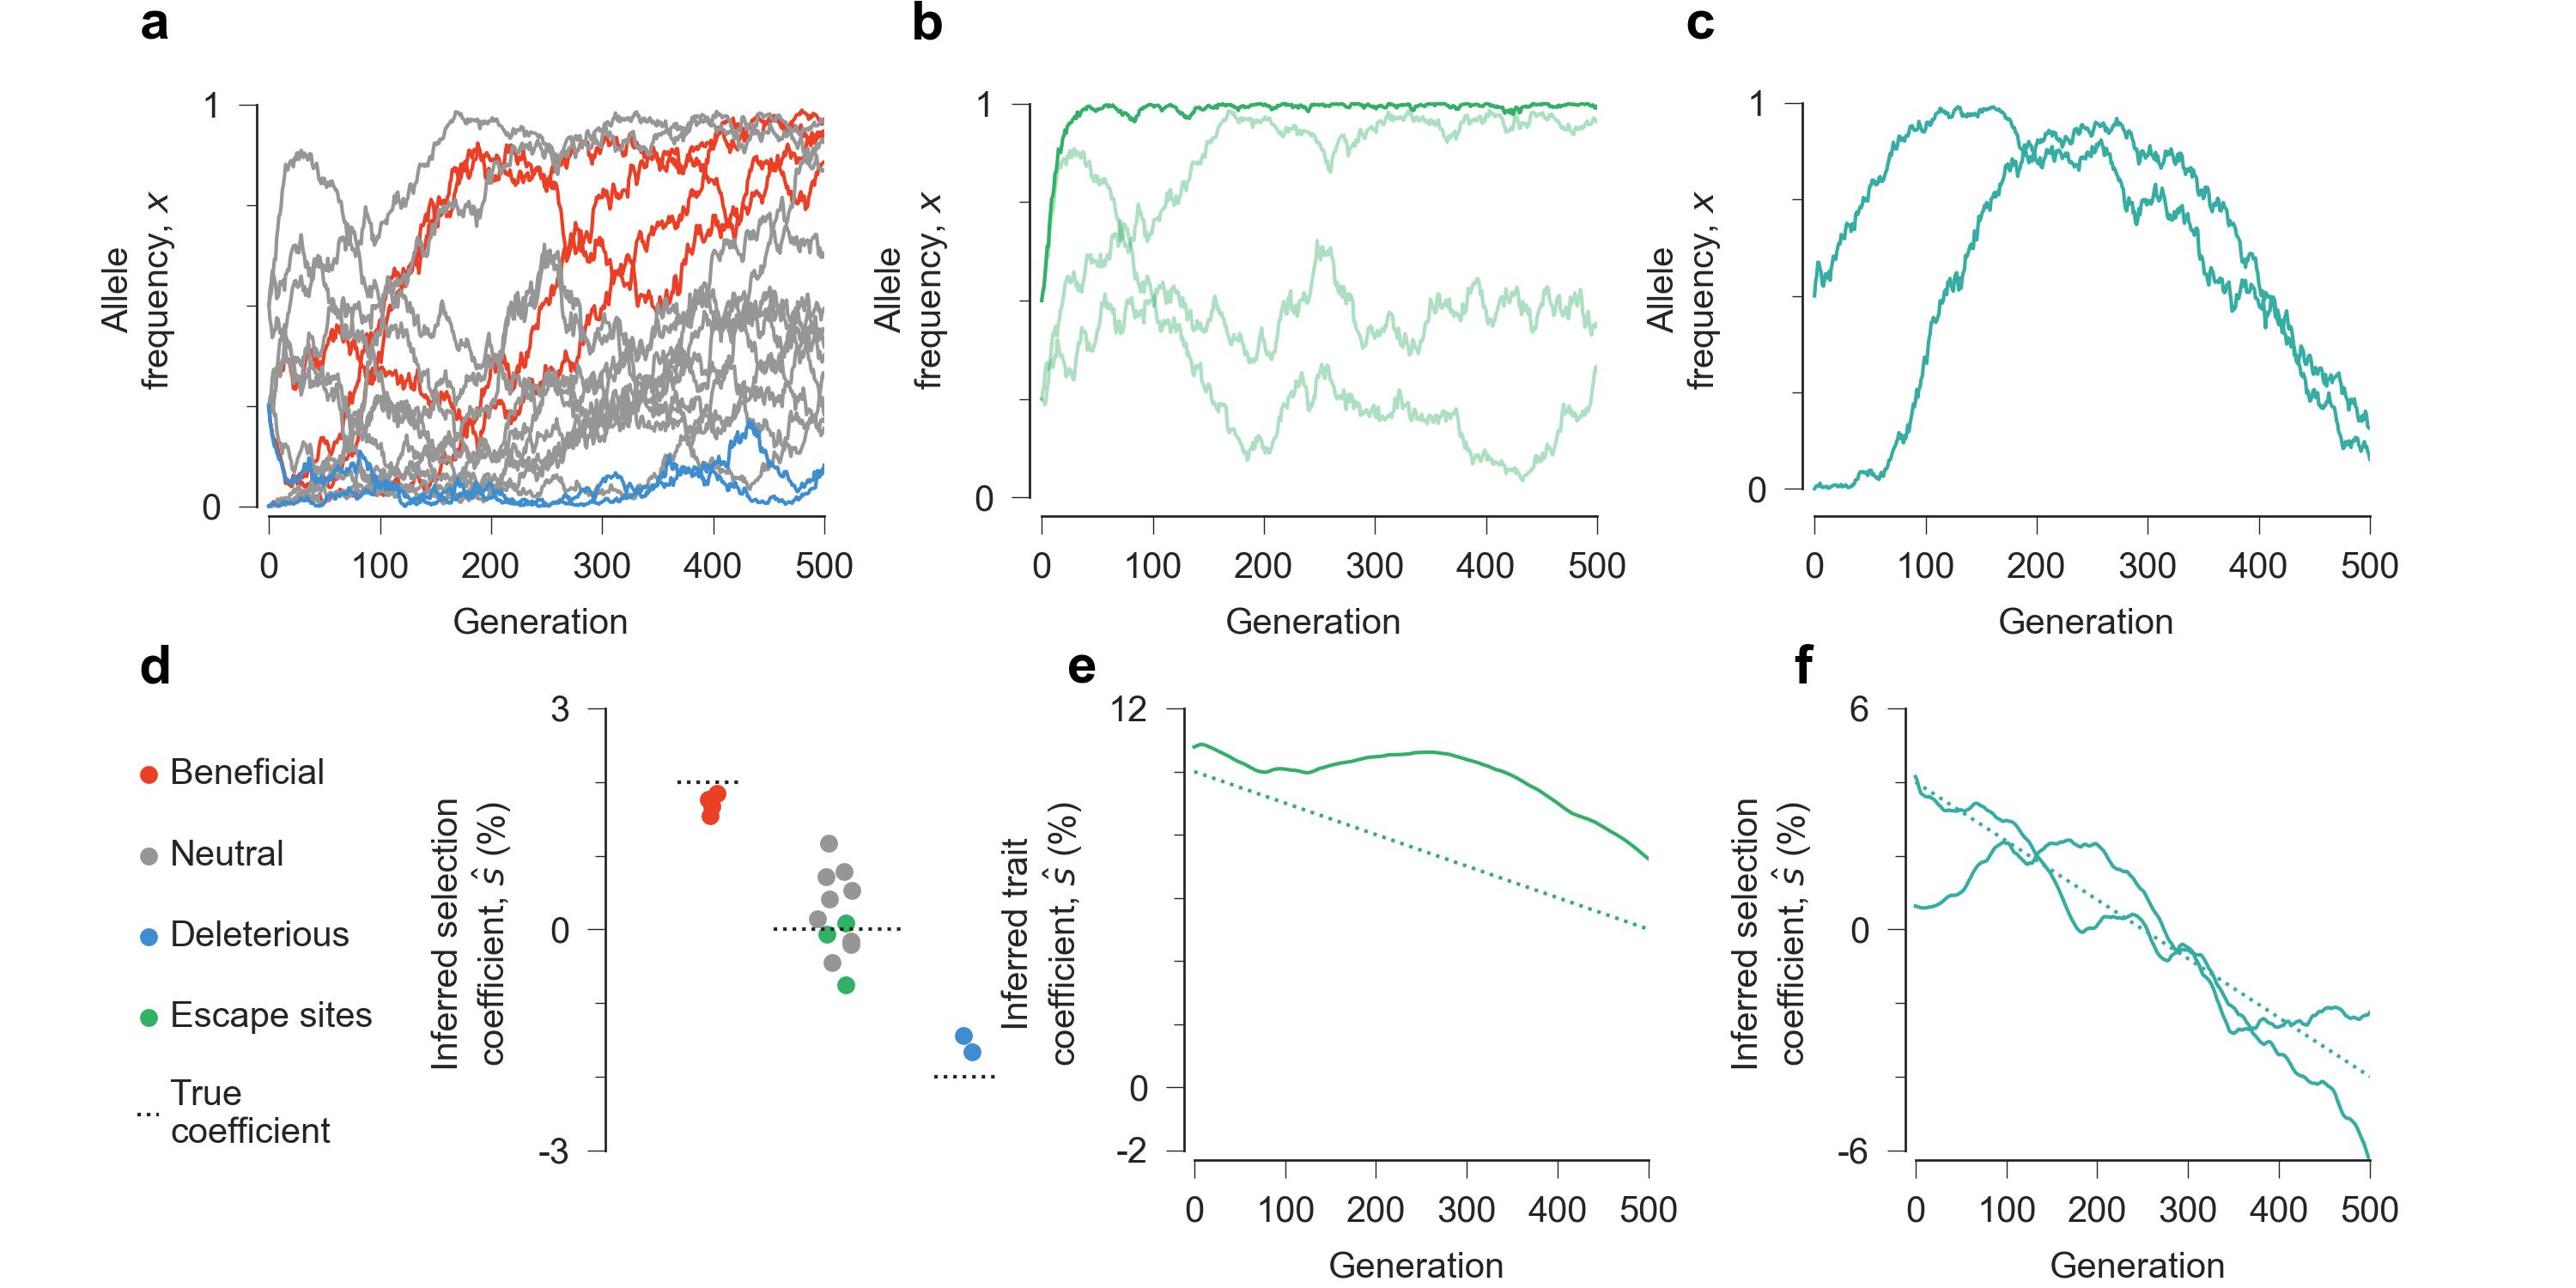 a
1
0
Allele
frequency, x
0 100 200 300 400 500
Generation
b
1
0
Allele
frequency, x
0 100 200 300 400 500
Generation
c
1
0
Allele
frequency, x
0 100 200 300 400 500
Generation
d
Beneficial
Neutral
Deleterious
Escape sites
True
coefficient
3
0
-3
Inferred selection
coefficient, ŝ (%)
e
12
0
-2
Inferred trait
coefficient, ŝ (%)
0 100 200 300 400 500
Generation
f
6
0
-6
Inferred selection
coefficient, ŝ (%)
0 100 200 300 400 500
Generation